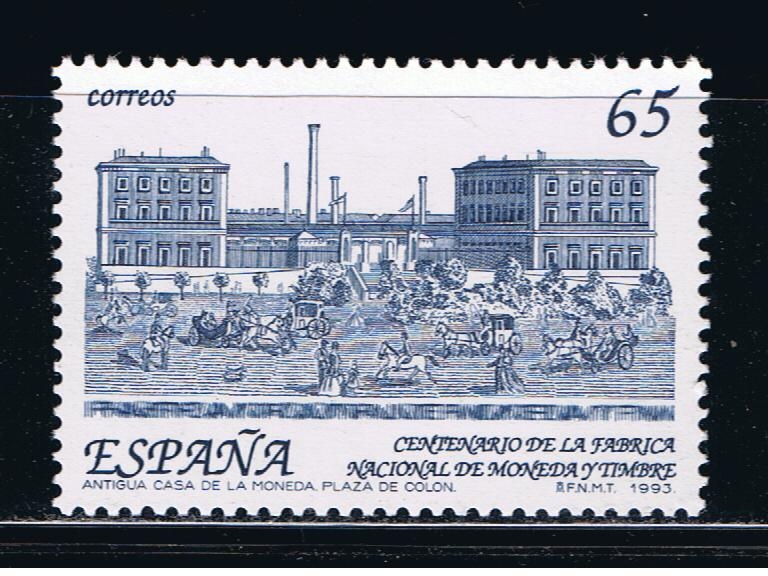 correos
65
ESPAÑA
CENTENARIO DE LA FABRICA
NACIONAL DE MONEDA Y TIMBRE
ANTIGUA CASA DE LA MONEDA. PLAZA DE COLON.
F.N.M.T. 1993.